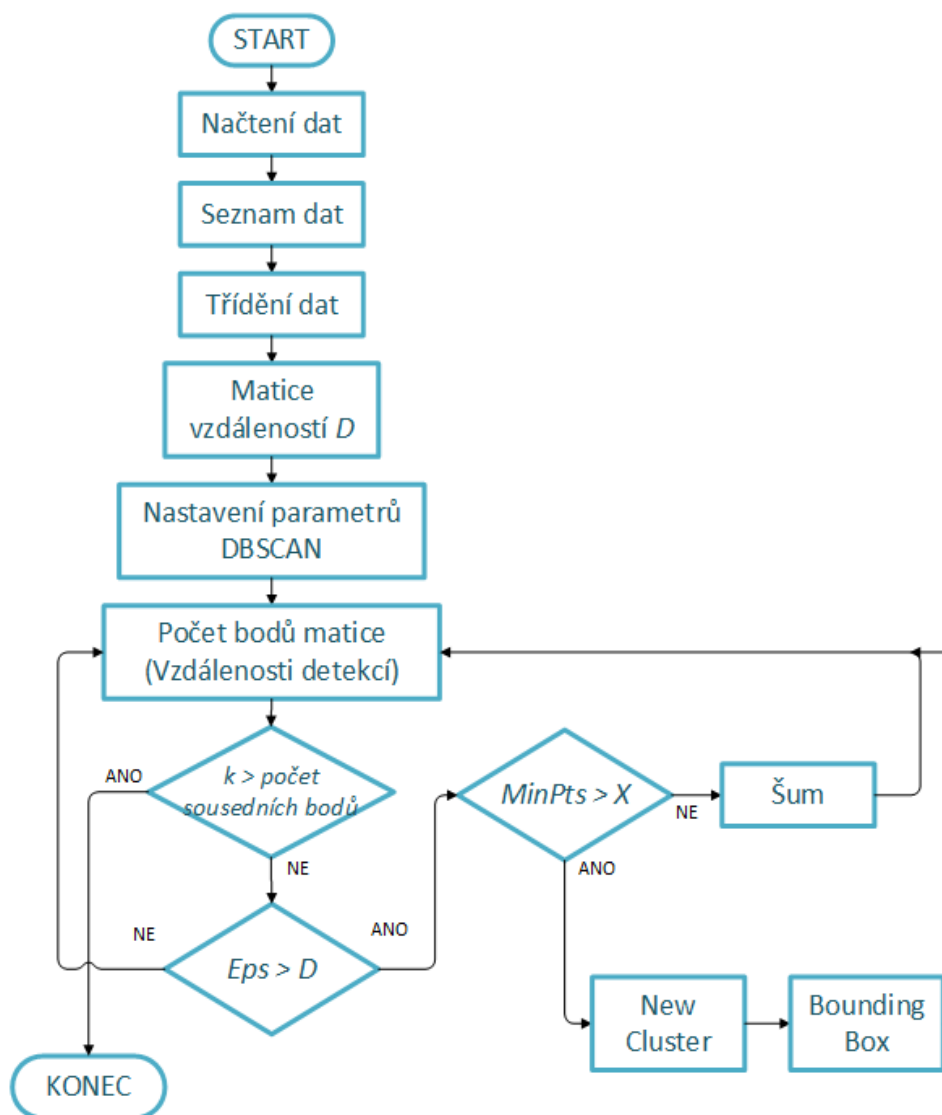 START
Načtení dat
Seznam dat
Třídění dat
Matice
vzdáleností D
Nastavení parametrů
DBSCAN
Počet bodů matice
(Vzdálenosti detekcí)
ANO
k > počet
sousedních bodů
NE
NE
Eps > D
ANO
MinPts > X
NE
Šum
ANO
New
Cluster
Bounding
Box
KONEC